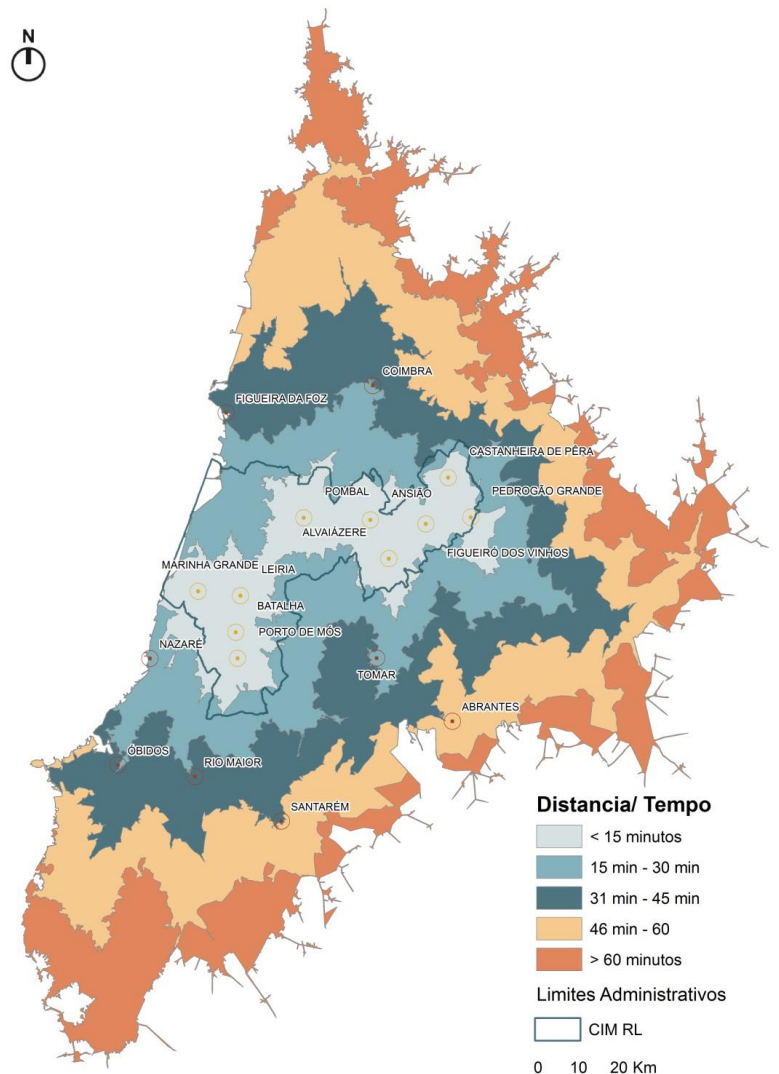 N
COIMBRA
FIGUEIRA DA FOZ
CASTANHEIRA DE PÊRA
POMBAL
ANSIÃO
PEDROGÃO GRANDE
ALVAIÁZERE
FIGUEIRÓ DOS VINHOS
MARINHA GRANDE
LEIRIA
BATALHA
PORTO DE MÓS
NAZARÉ
TOMAR
ABRANTES
ÓBIDOS
RIO MAIOR
SANTARÉM
Distancia/ Tempo
< 15 minutos
15 min - 30 min
31 min - 45 min
46 min - 60
> 60 minutos
Limites Administrativos
CIM RL
0 10 20 Km